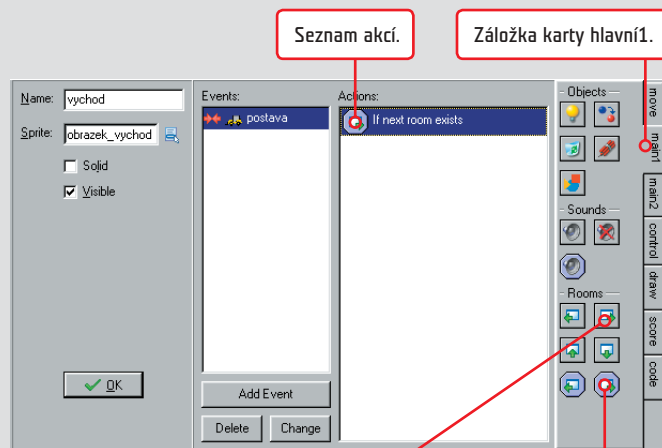 Seznam akcí.
Záložka karty hlavní1.
Name: vychod
Sprite: obrazek_vychod
Solid
Visible
OK
Events:
postava
Add Event
Delete Change
Actions:
If next room exists
Objects
Sounds
Rooms
move
main1
main2
control
draw
score
code